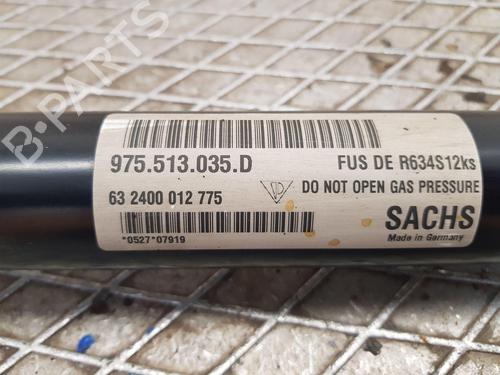 B-PARTS
975.513.035.D
FUS DE R634S12ks
63 2400 012 775
DO NOT OPEN GAS PRESSURE
SACHS
Made in Germany
*0527*07919